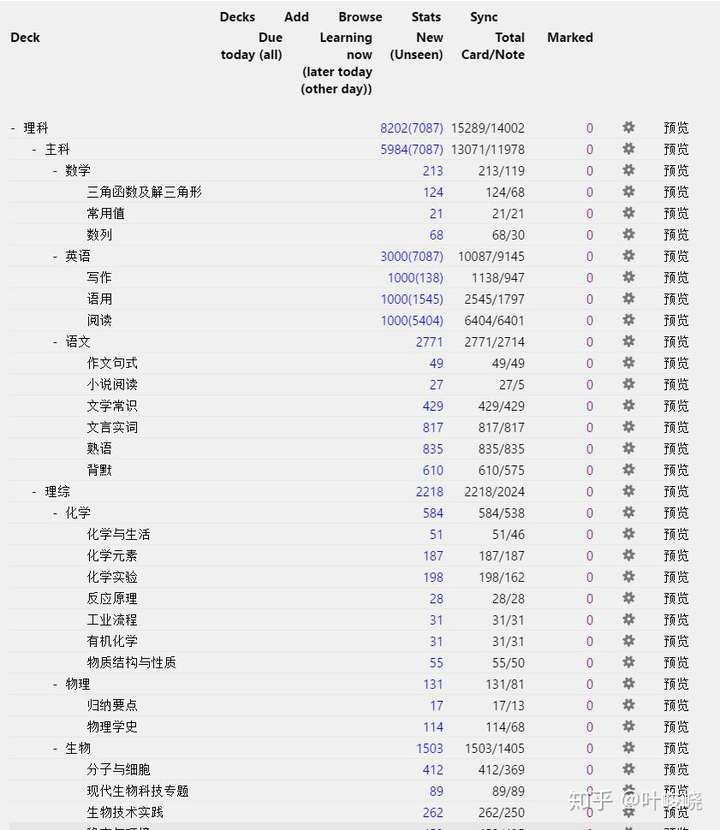 Decks Add Browse Stats Sync
Deck Due today (all) Learning now (later today (other day)) New (Unseen) Total Card/Note Marked
- 理科 8202(7087) 15289/14002 0 预览
- 主科 5984(7087) 13071/11978 0 预览
- 数学 213 213/119 0 预览
三角函数及解三角形 124 124/68 0 预览
常用值 21 21/21 0 预览
数列 68 68/30 0 预览
- 英语 3000(7087) 10087/9145 0 预览
写作 1000(138) 1138/947 0 预览
语用 1000(1545) 2545/1797 0 预览
阅读 1000(5404) 6404/6401 0 预览
- 语文 2771 2771/2714 0 预览
作文句式 49 49/49 0 预览
小说阅读 27 27/5 0 预览
文学常识 429 429/429 0 预览
文言实词 817 817/817 0 预览
熟语 835 835/835 0 预览
背默 610 610/575 0 预览
- 理综 2218 2218/2024 0 预览
- 化学 584 584/538 0 预览
化学与生活 51 51/46 0 预览
化学元素 187 187/187 0 预览
化学实验 198 198/162 0 预览
反应原理 28 28/28 0 预览
工业流程 31 31/31 0 预览
有机化学 31 31/31 0 预览
物质结构与性质 55 55/50 0 预览
- 物理 131 131/81 0 预览
归纳要点 17 17/13 0 预览
物理学史 114 114/68 0 预览
- 生物 1503 1503/1405 0 预览
分子与细胞 412 412/369 0 预览
现代生物科技专题 89 89/89 0 预览
生物技术实践 262 262/250 0 预览
知乎